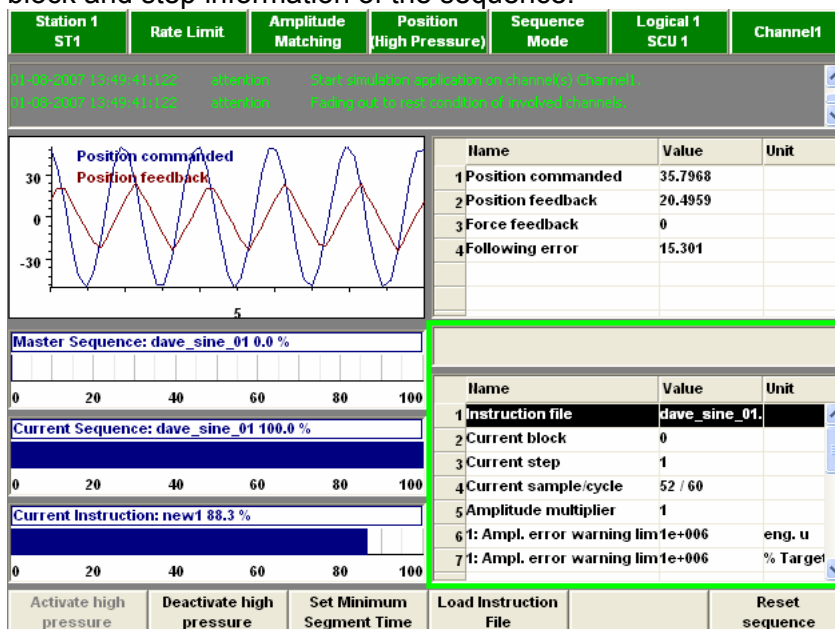 block and step information of the sequence.
Station 1 ST1
Rate Limit
Amplitude Matching
Position (High Pressure)
Sequence Mode
Logical 1 SCU 1
Channel1
01-08-2007 13:49:41:122 attention Start simulation application on channel(s) Channel1.
01-08-2007 13:49:41:122 attention Fading out to rest condition of involved channels.
Position commanded
Position feedback
30
0
-30
5
Name Value Unit
1 Position commanded 35.7968
2 Position feedback 20.4959
3 Force feedback 0
4 Following error 15.301
Master Sequence: dave_sine_01 0.0 %
0 20 40 60 80 100
Current Sequence: dave_sine_01 100.0 %
0 20 40 60 80 100
Current Instruction: new1 88.3 %
0 20 40 60 80 100
Name Value Unit
1 Instruction file dave_sine_01.
2 Current block 0
3 Current step 1
4 Current sample/cycle 52 / 60
5 Amplitude multiplier 1
6 1: Ampl. error warning lim 1e+006 eng. u
7 1: Ampl. error warning lim 1e+006 % Target
Activate high pressure
Deactivate high pressure
Set Minimum Segment Time
Load Instruction File
Reset sequence